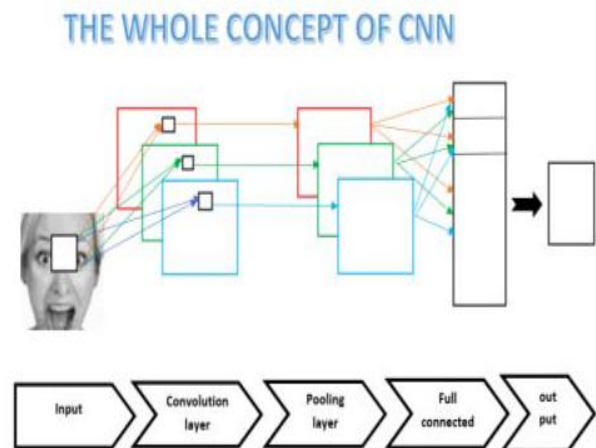 THE WHOLE CONCEPT OF CNN
Input
Convolution
layer
Pooling
layer
Full
connected
out
put